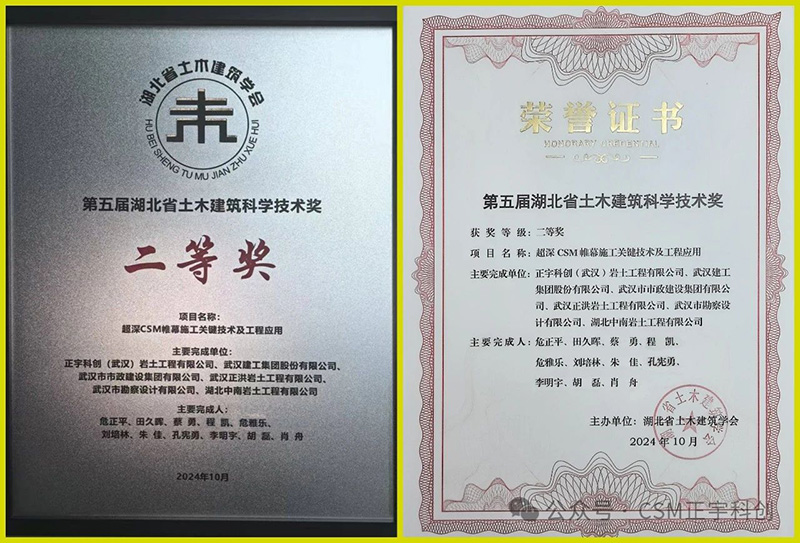 湖北省土木建筑学会
HU BEI SHENG TU MU JIAN ZHU XUE HUI
第五届湖北省土木建筑科学技术奖
二等奖
项目名称：
超深CSM帷幕施工关键技术及工程应用
主要完成单位：
正宇科创（武汉）岩土工程有限公司、武汉建工集团股份有限公司、
武汉市市政建设集团有限公司、武汉正洪岩土工程有限公司、
武汉市勘察设计有限公司、湖北中南岩土工程有限公司
主要完成人：
危正平、田久晖、蔡 勇、程 凯、危雅乐、
刘培林、朱 佳、孔宪勇、李明宇、胡 磊、肖 舟
2024年10月
荣誉证书
HONORARY
第五届湖北省土木建筑科学技术奖
获奖等级：二等奖
项目名称：超深CSM帷幕施工关键技术及工程应用
主要完成单位：正宇科创（武汉）岩土工程有限公司、武汉建工
集团股份有限公司、武汉市市政建设集团有限公
司、武汉正洪岩土工程有限公司、武汉市勘察设
计有限公司、湖北中南岩土工程有限公司
主要完成人：危正平、田久晖、蔡 勇、程 凯、
危雅乐、刘培林、朱 佳、孔宪勇、
李明宇、胡 磊、肖 舟
主办单位：湖北省土木建筑学会
2024年10月
公众号·CSM正宇科创